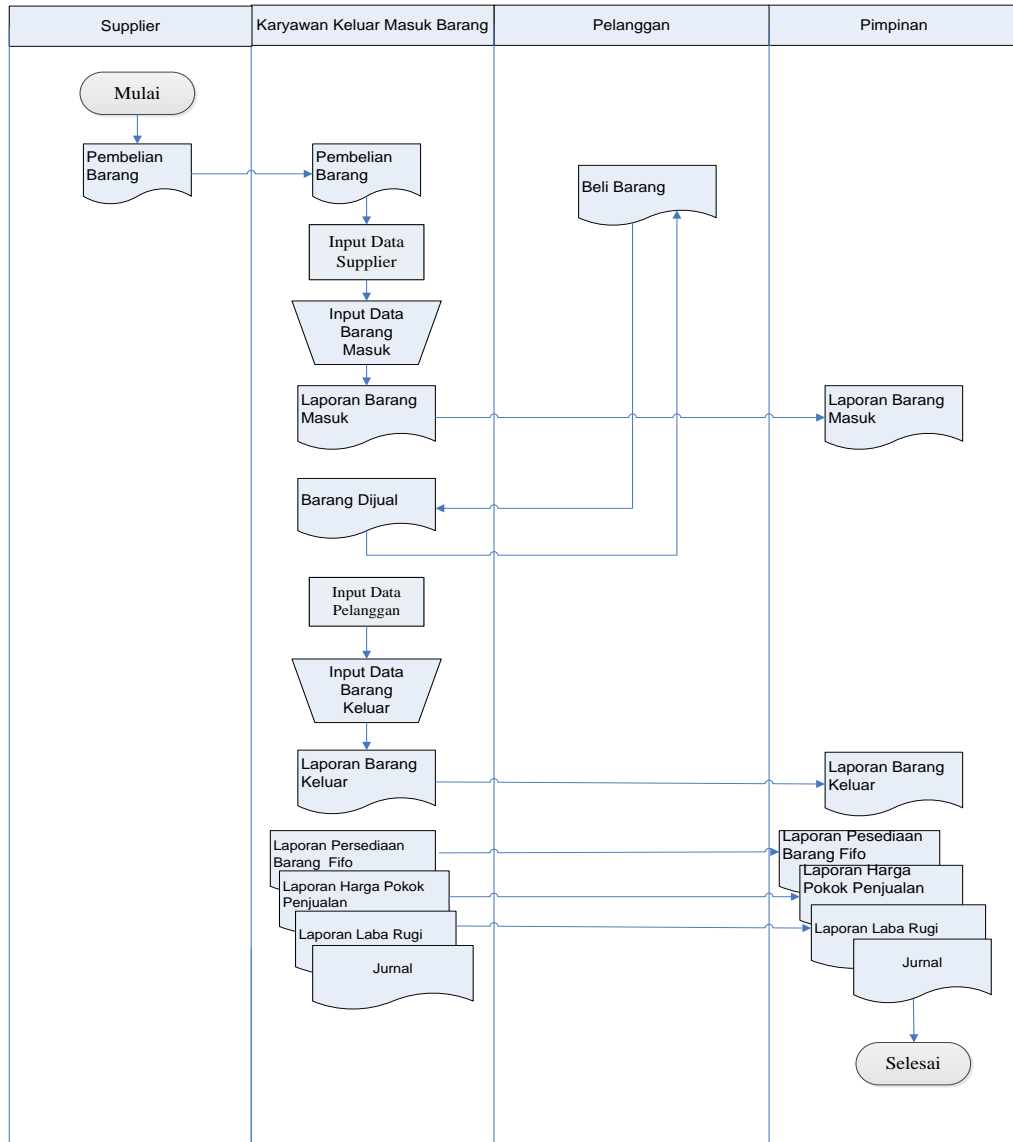 Supplier
Karyawan Keluar Masuk Barang
Pelanggan
Pimpinan
Mulai
Pembelian
Barang
Pembelian
Barang
Beli Barang
Input Data
Supplier
Input Data
Barang
Masuk
Laporan Barang
Masuk
Laporan Barang
Masuk
Barang Dijual
Input Data
Pelanggan
Input Data
Barang
Keluar
Laporan Barang
Keluar
Laporan Barang
Keluar
Laporan Persediaan
Barang Fifo
Laporan Pesediaan
Barang Fifo
Laporan Harga Pokok
Penjualan
Laporan Harga
Pokok Penjualan
Laporan Laba Rugi
Laporan Laba Rugi
Jurnal
Jurnal
Selesai